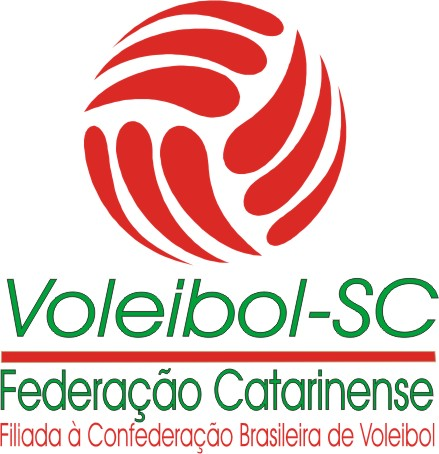 Voleibol-SC
Federação Catarinense
Filiada à Confederação Brasileira de Voleibol